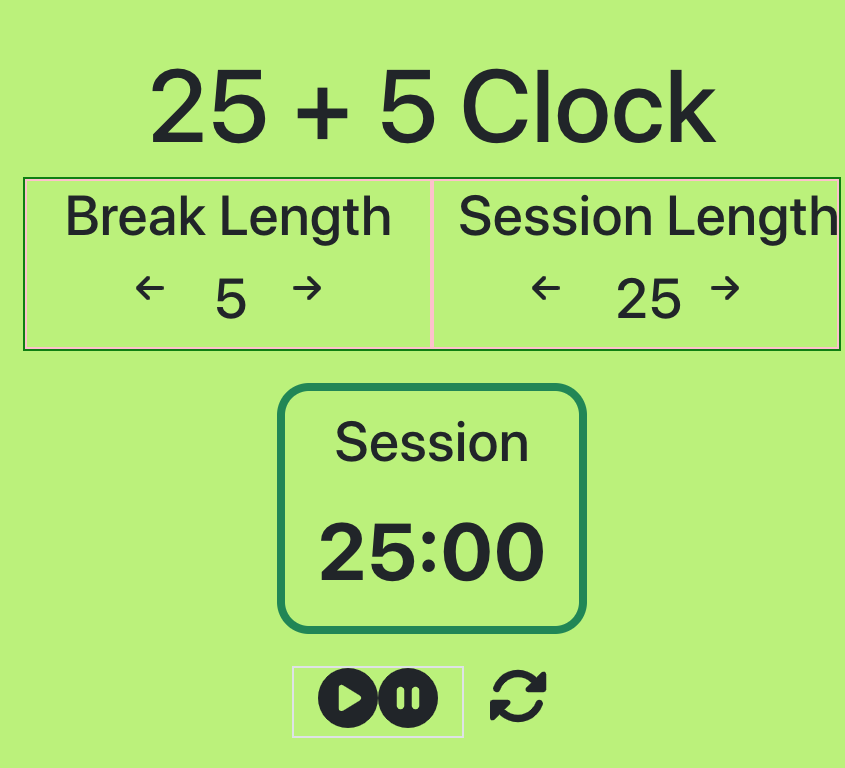 25 + 5 Clock
Break Length Session Length
← 5 → ← 25 →
Session
25:00